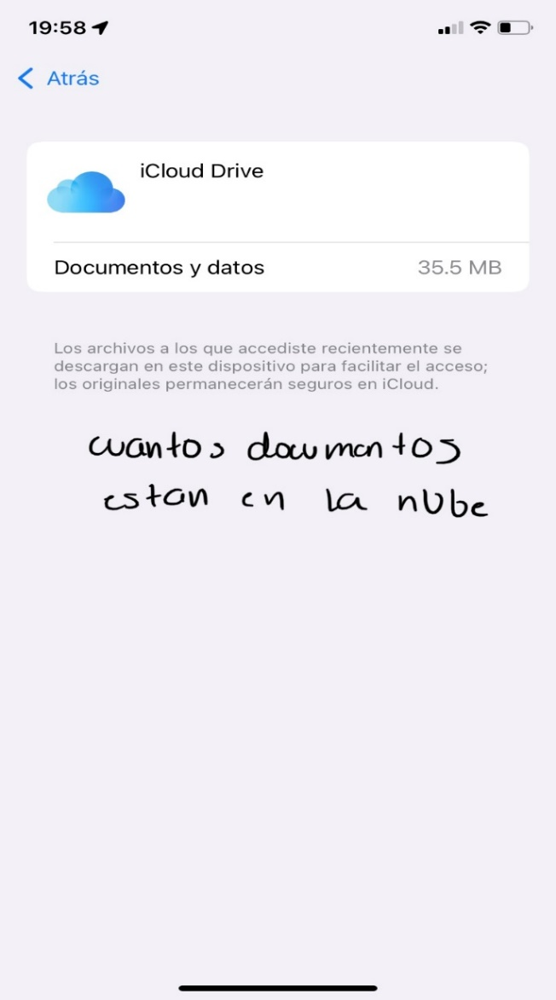 19:58
Atrás
iCloud Drive
Documentos y datos 35.5 MB
Los archivos a los que accediste recientemente se
descargan en este dispositivo para facilitar el acceso;
los originales permanecerán seguros en iCloud.
cuantos documentos
estan en la nube